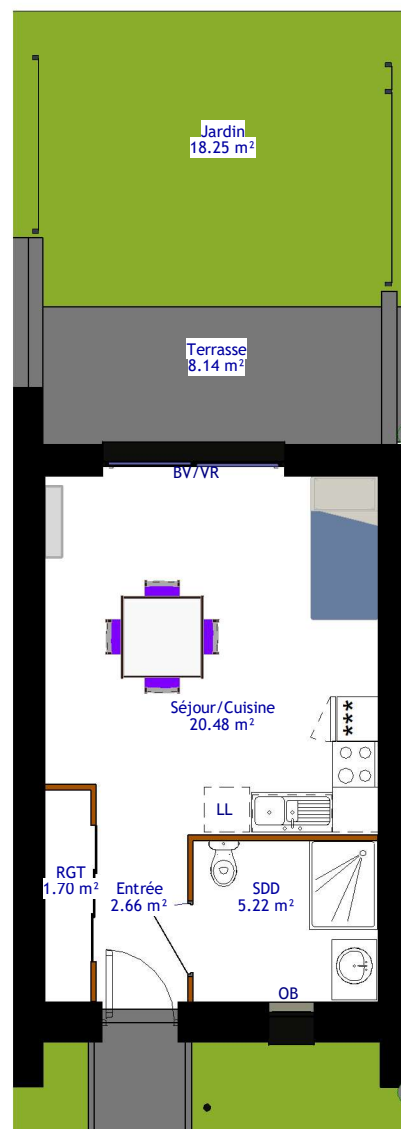 Jardin
18.25 m²
Terrasse
8.14 m²
BV/VR
Séjour/Cuisine
20.48 m²
***
LL
RGT
1.70 m²
Entrée
2.66 m²
SDD
5.22 m²
OB